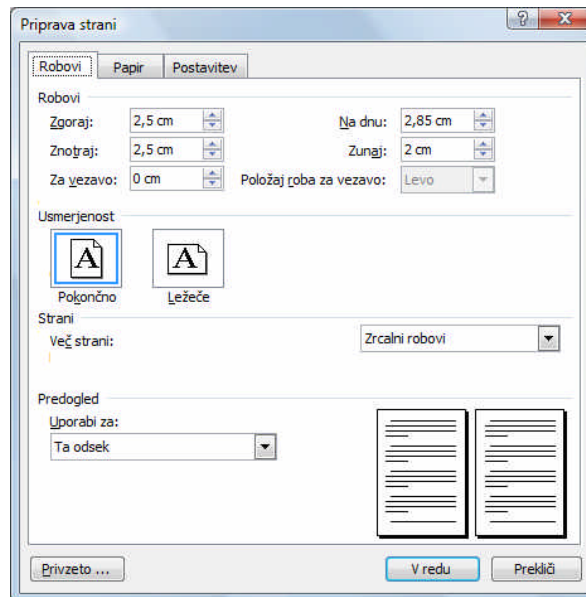 Priprava strani
Robovi Papir Postavitev
Robovi
Zgoraj: 2,5 cm Na dnu: 2,85 cm
Znotraj: 2,5 cm Zunaj: 2 cm
Za vezavo: 0 cm Položaj roba za vezavo: Levo
Usmerjenost
A A
Pokončno Ležeče
Strani
Več strani: Zrcalni robovi
Predogled
Uporabi za:
Ta odsek
Privzeto ... V redu Prekliči